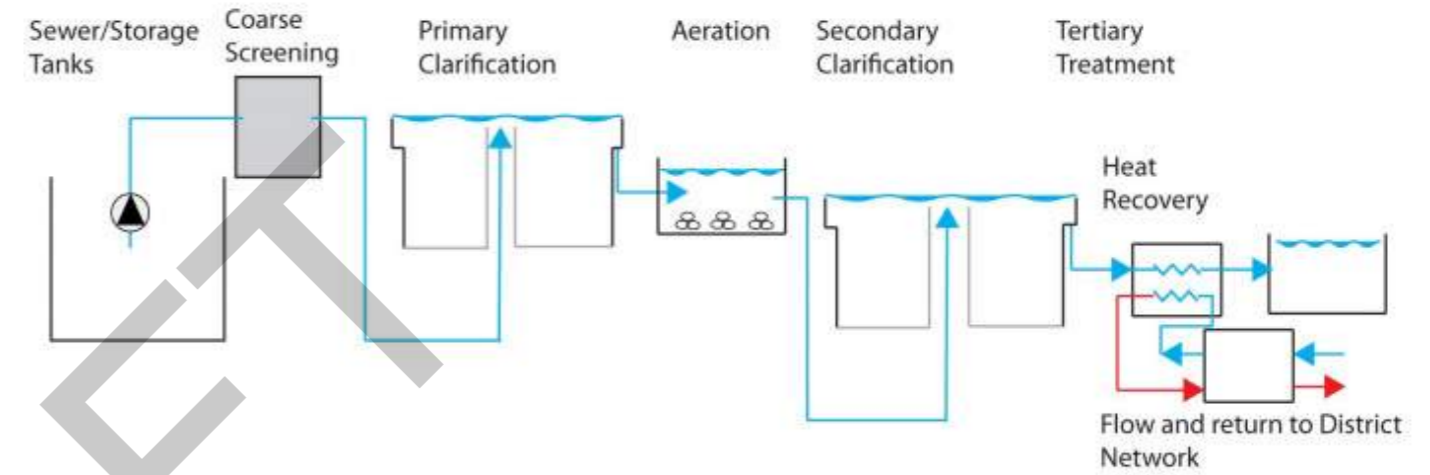 Sewer/Storage
Tanks
Coarse
Screening
Primary
Clarification
Aeration
Secondary
Clarification
Tertiary
Treatment
Heat
Recovery
Flow and return to District
Network